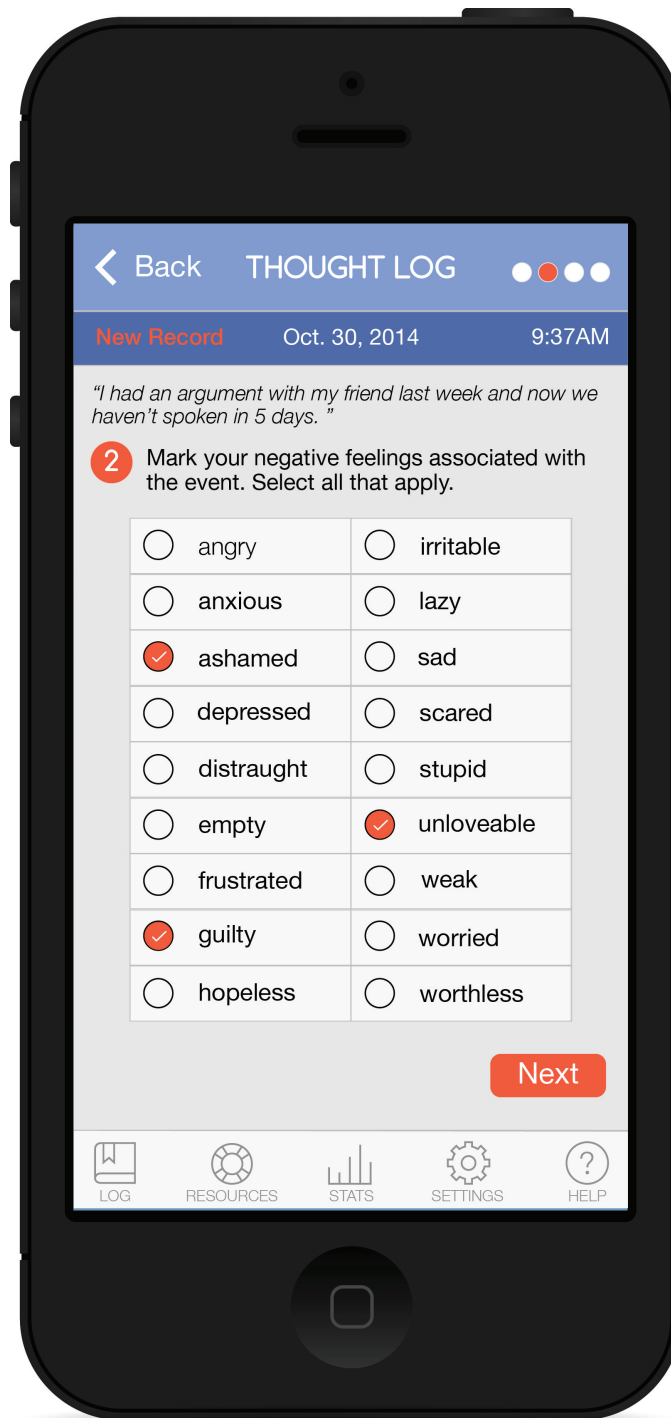 Back THOUGHT LOG
New Record Oct. 30, 2014 9:37AM
“I had an argument with my friend last week and now we
haven’t spoken in 5 days. ”
2 Mark your negative feelings associated with
the event. Select all that apply.
angry irritable
anxious lazy
ashamed sad
depressed scared
distraught stupid
empty unloveable
frustrated weak
guilty worried
hopeless worthless
Next
LOG RESOURCES STATS SETTINGS HELP